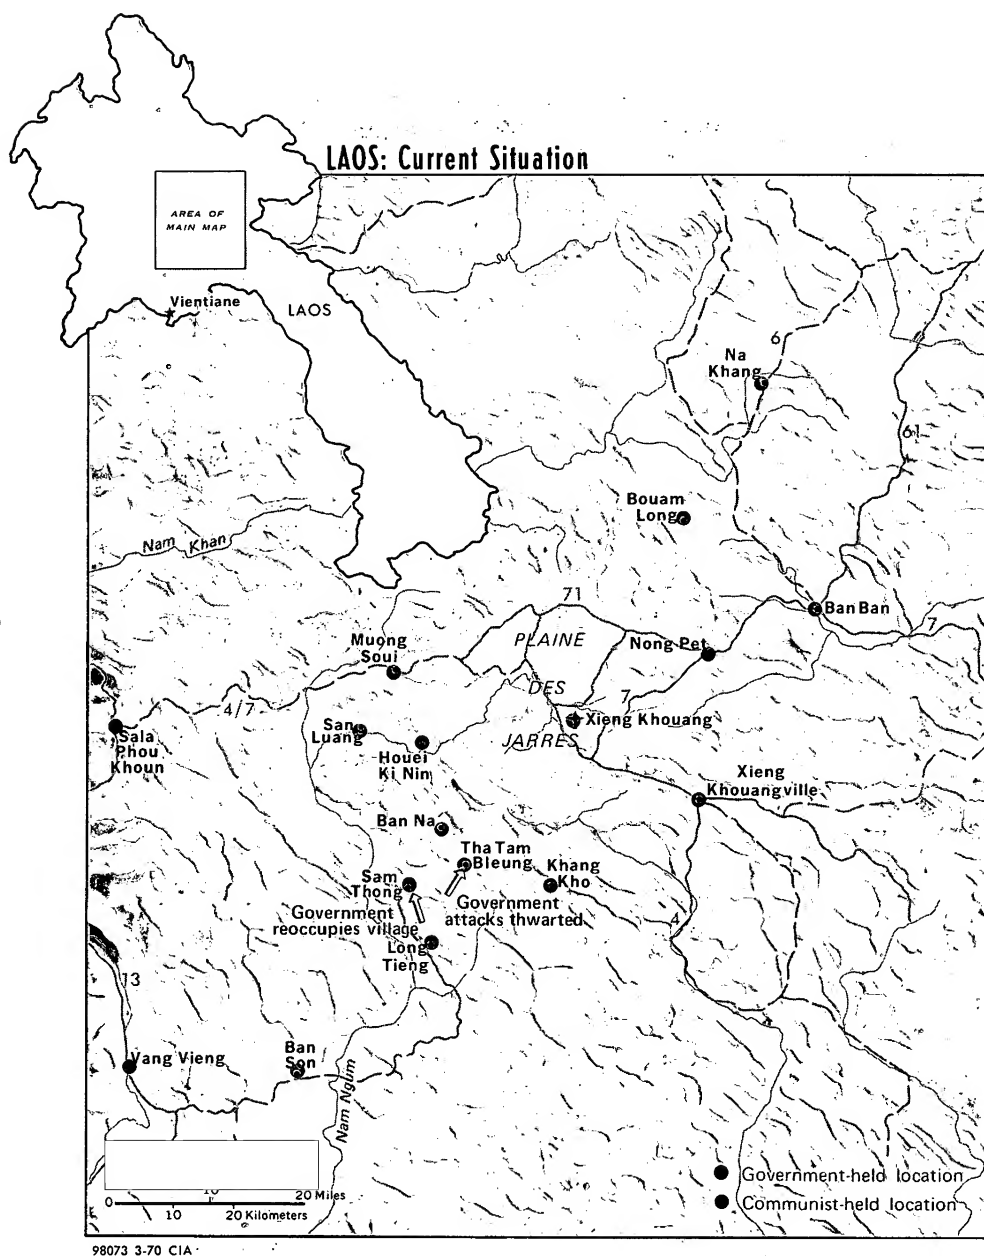 LAOS: Current Situation
AREA OF
MAIN MAP
Vientiane
LAOS
6
Na
Khang
61
Bouam
Long
Nam Khan
71
Ban Ban
7
PLAINE
DES
JARRES
Muong
Soui
Nong Pet
7
4/7
Xieng Khouang
San
Luang
Sala
Phou
Khoun
Houei
Ki Nin
Xieng
Khouangville
Ban Na
Tha Tam
Bleung
Khang
Kho
Sam
Thong
Government
attacks thwarted
Government
reoccupies village
4
Long
Tieng
13
Vang Vieng
Ban
Son
Nam Ngum
0 10 20 Miles
10 20 Kilometers
Government-held location
Communist-held location
98073 3-70 CIA